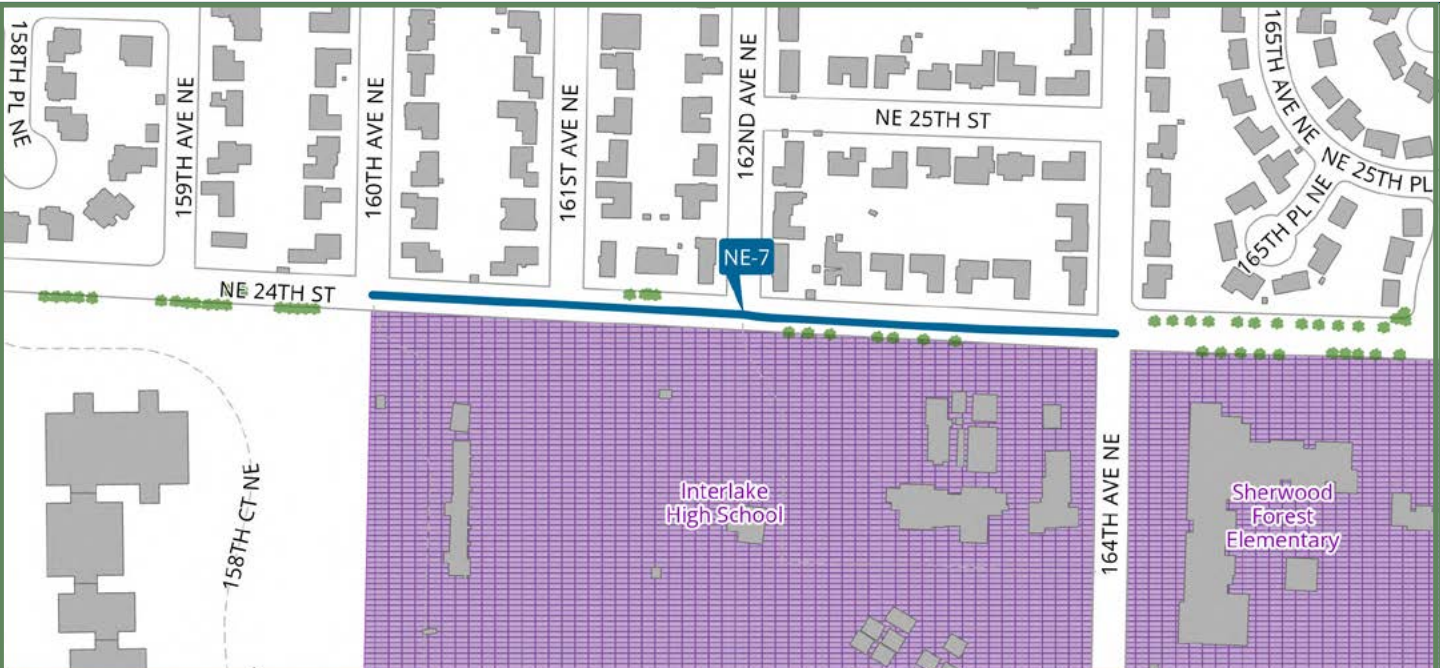 158TH PL NE
159TH AVE NE
160TH AVE NE
161ST AVE NE
162ND AVE NE
NE 25TH ST
165TH AVE NE
NE 25TH PL
165TH PL NE
NE-7
NE 24TH ST
158TH CT NE
Interlake
High School
164TH AVE NE
Sherwood
Forest
Elementary